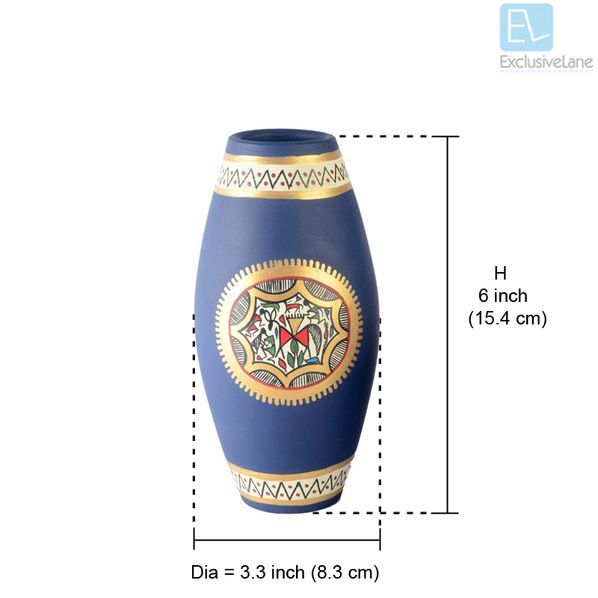 EL
ExclusiveLane
H
6 inch
(15.4 cm)
Dia = 3.3 inch (8.3 cm)